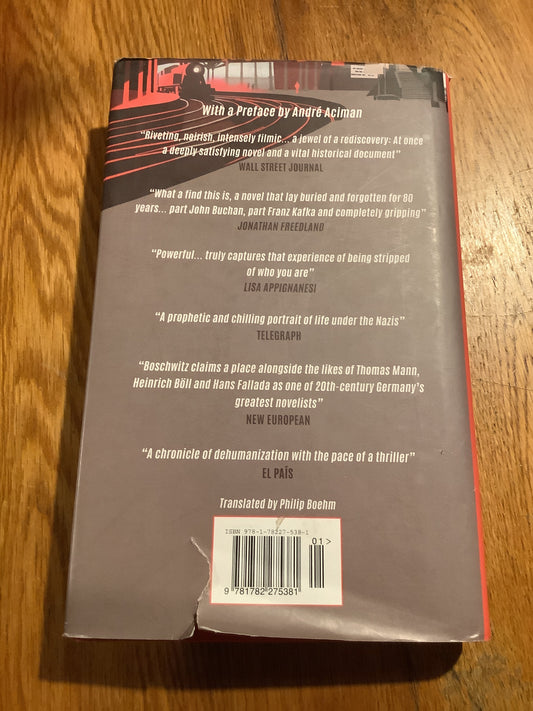 With a Preface by André Aciman
“Riveting, noirish, intensely filmic... a jewel of a rediscovery: At once
a deeply satisfying novel and a vital historical document”
WALL STREET JOURNAL
“What a find this is, a novel that lay buried and forgotten for 80
years... part John Buchan, part Franz Kafka and completely gripping”
JONATHAN FREEDLAND
“Powerful... truly captures that experience of being stripped
of who you are”
LISA APPIGNANESI
“A prophetic and chilling portrait of life under the Nazis”
TELEGRAPH
“Boschwitz claims a place alongside the likes of Thomas Mann,
Heinrich Böll and Hans Fallada as one of 20th-century Germany’s
greatest novelists”
NEW EUROPEAN
“A chronicle of dehumanization with the pace of a thriller”
EL PAÍS
Translated by Philip Boehm
ISBN 978-1-78227-538-1
01>
9 781782 275381